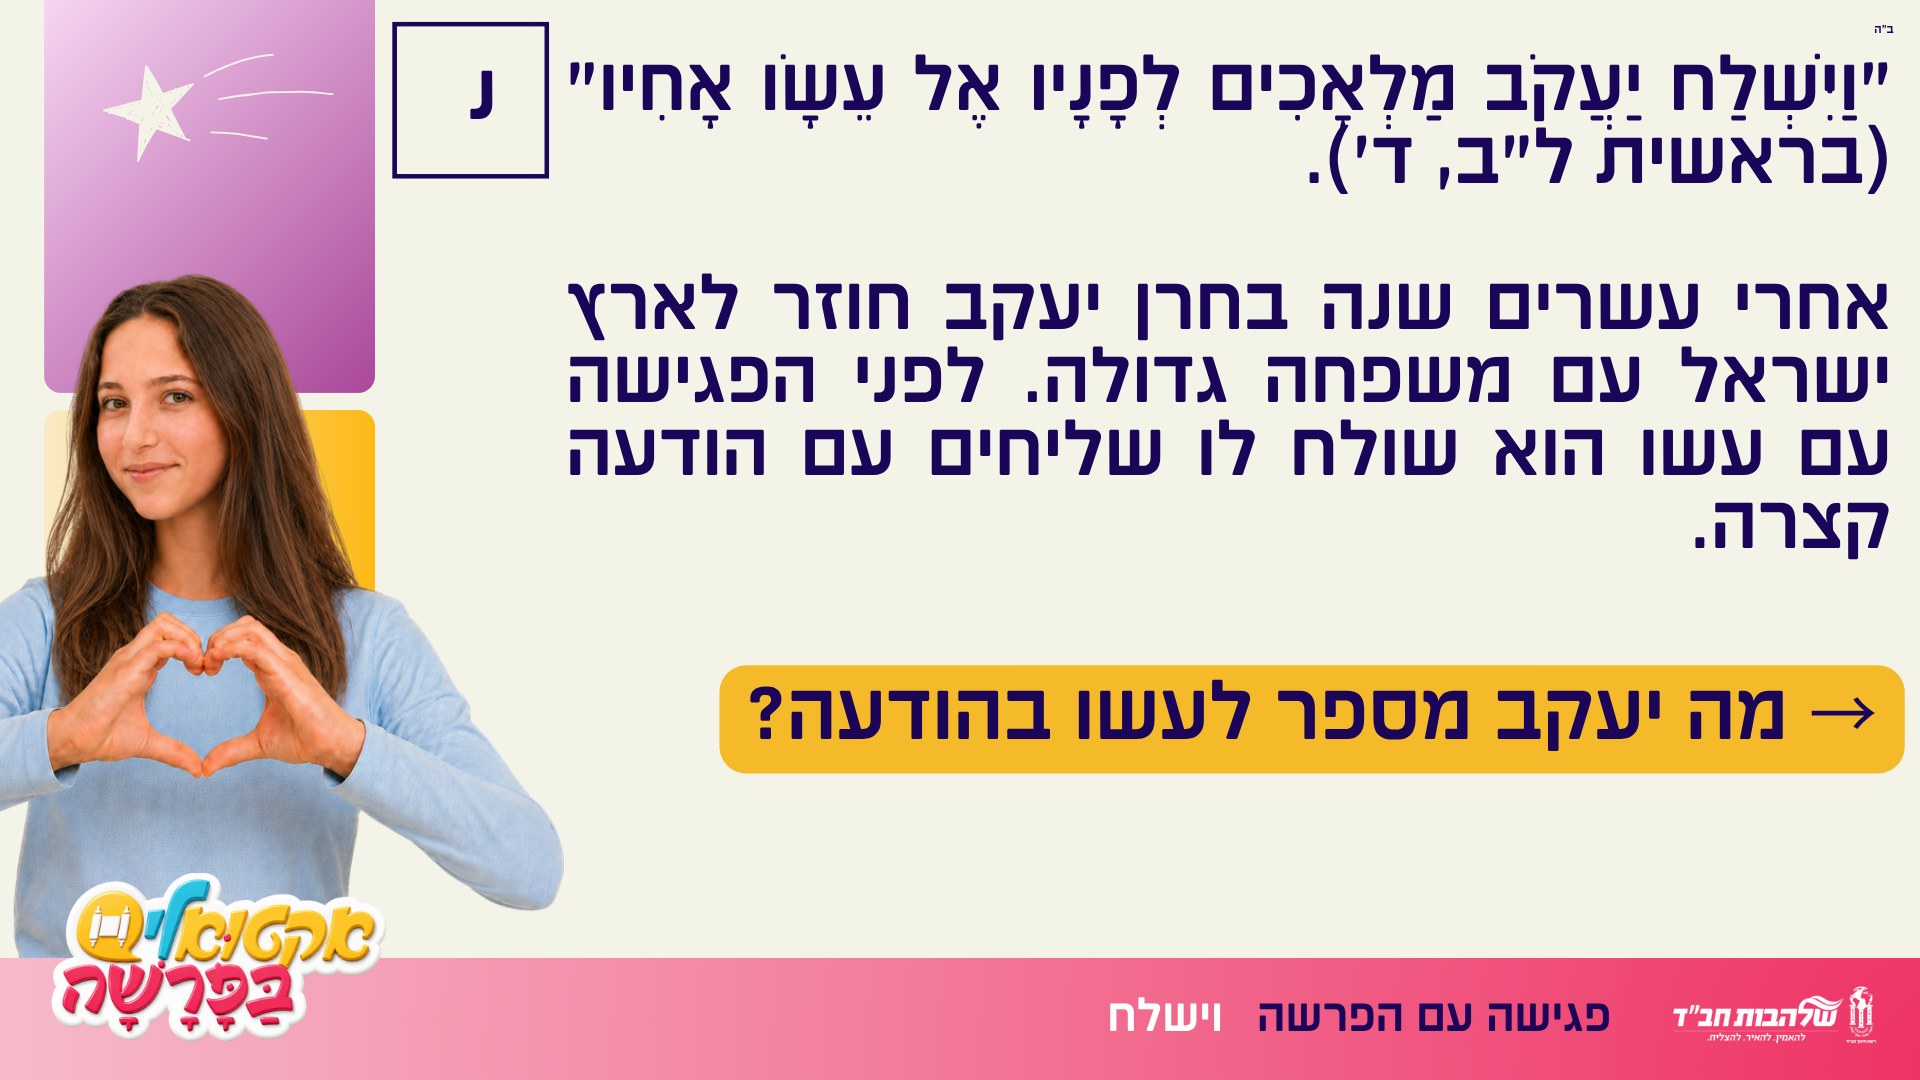 ב"ה
"וַיִּשְׁלַח יַעֲקֹב מַלְאָכִים לְפָנָיו אֶל עֵשָׂו אָחִיו"
(בראשית ל"ב, ד').
נ
אחרי עשרים שנה בחרן יעקב חוזר לארץ
ישראל עם משפחה גדולה. לפני הפגישה
עם עשו הוא שולח לו שליחים עם הודעה
קצרה.
→ מה יעקב מספר לעשו בהודעה?
אקטואלי
בַּפָּרָשָׁה
פגישה עם הפרשה וישלח
שלהבות חב"ד
להאמין. להאיר. להצליח.